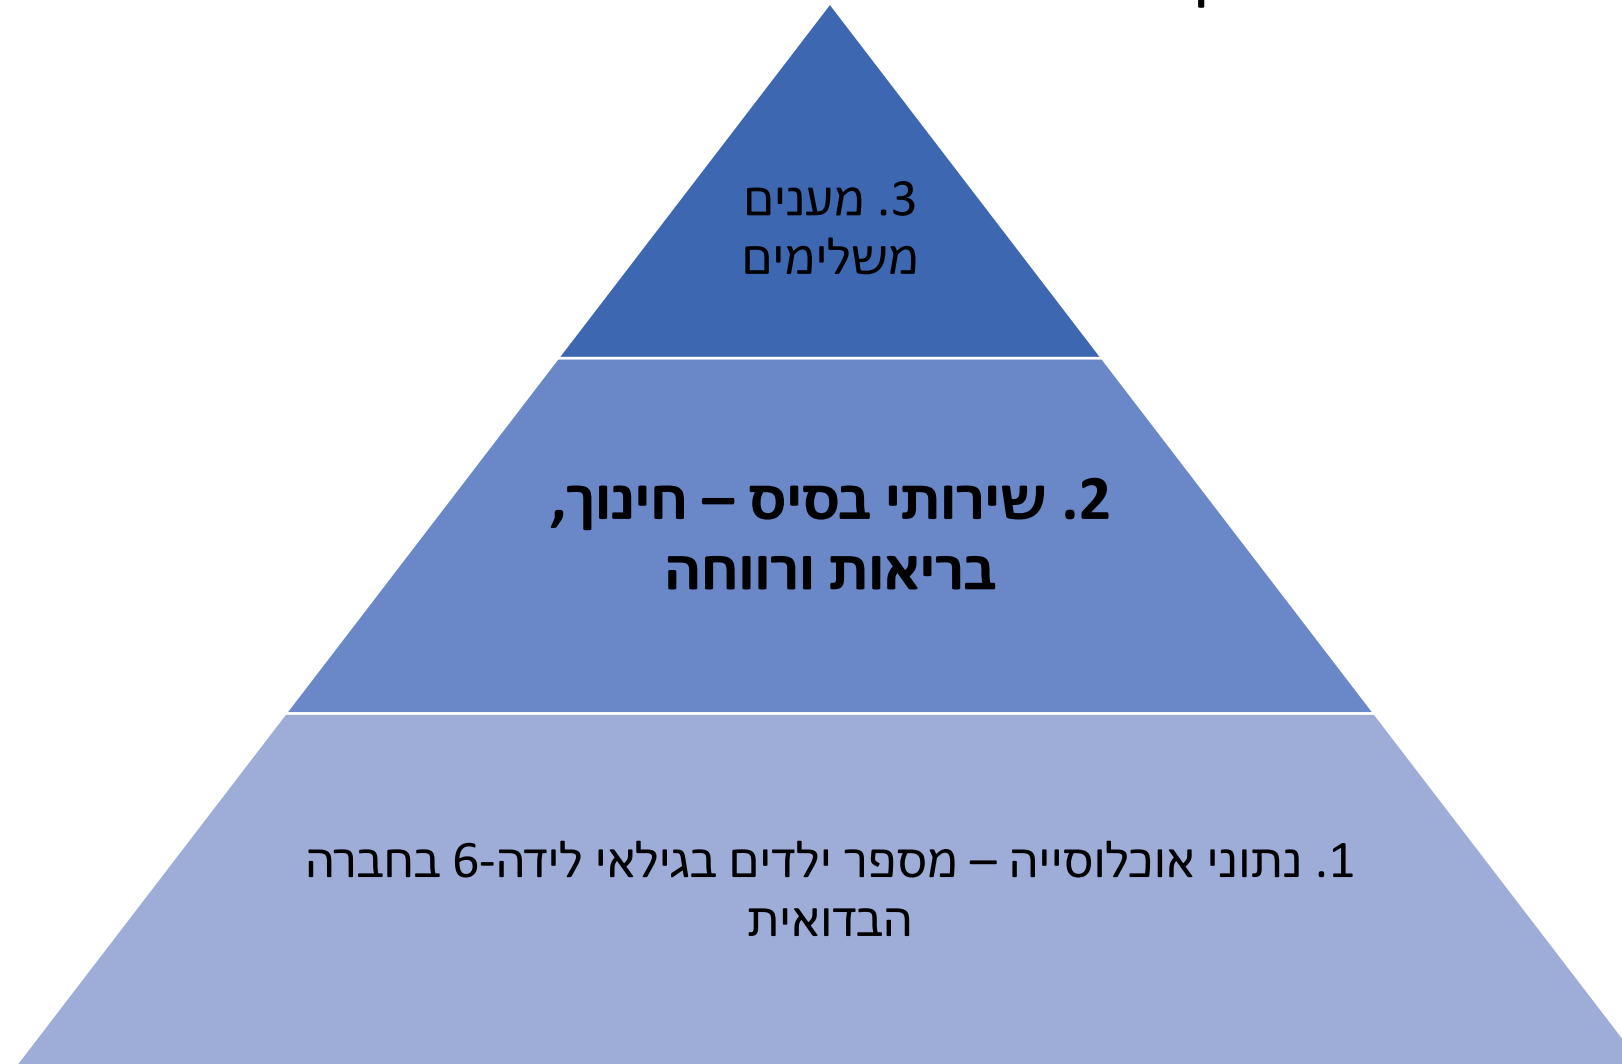 3. מענים
משלימים
2. שירותי בסיס – חינוך,
בריאות ורווחה
1. נתוני אוכלוסייה – מספר ילדים בגילאי לידה-6 בחברה
הבדואית